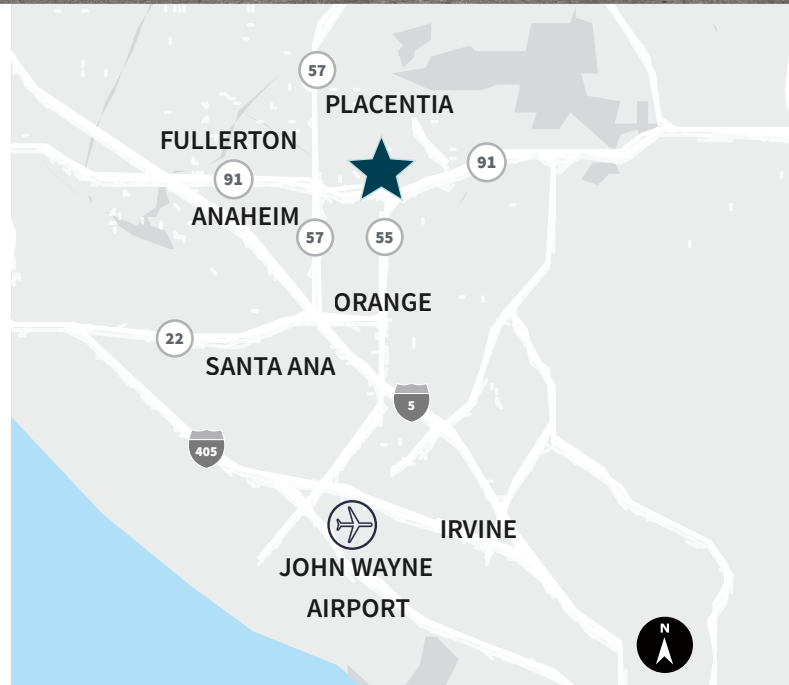 57
PLACENTIA
FULLERTON
91
91
ANAHEIM
57
55
ORANGE
22
SANTA ANA
5
405
IRVINE
JOHN WAYNE
AIRPORT
N